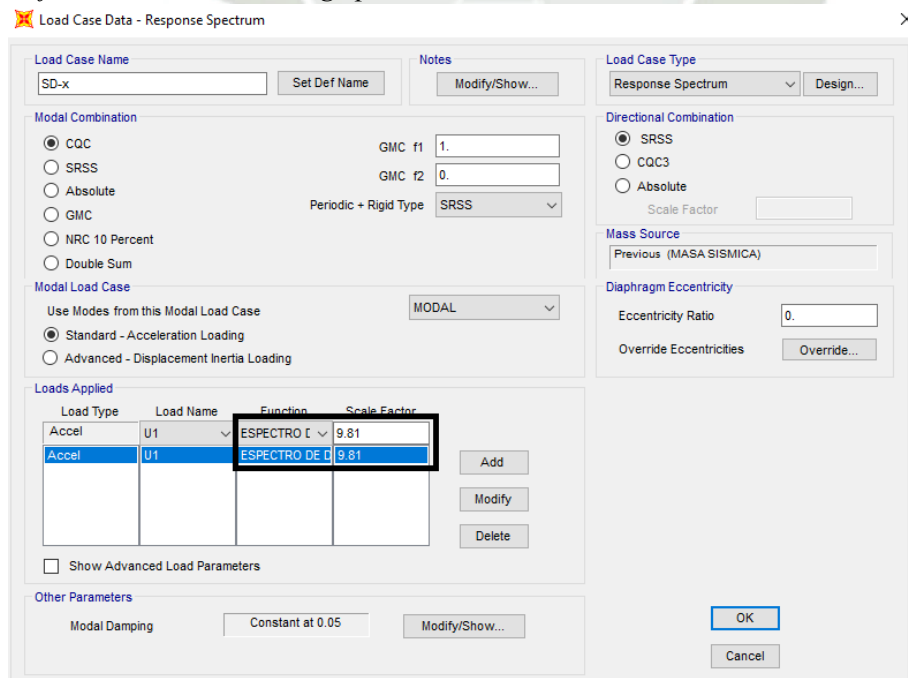 Load Case Data - Response Spectrum
Load Case Name
SD-x
Set Def Name
Notes
Modify/Show...
Load Case Type
Response Spectrum
Design...
Modal Combination
CQC
SRSS
Absolute
GMC
NRC 10 Percent
Double Sum
GMC f1 1.
GMC f2 0.
Periodic + Rigid Type SRSS
Directional Combination
SRSS
CQC3
Absolute
Scale Factor
Mass Source
Previous (MASA SISMICA)
Modal Load Case
Use Modes from this Modal Load Case MODAL
Standard - Acceleration Loading
Advanced - Displacement Inertia Loading
Diaphragm Eccentricity
Eccentricity Ratio 0.
Override Eccentricities Override...
Loads Applied
Load Type Load Name Function Scale Factor
Accel U1 ESPECTRO 9.81
Accel U1 ESPECTRO DE D 9.81
Add
Modify
Delete
Show Advanced Load Parameters
Other Parameters
Modal Damping Constant at 0.05 Modify/Show...
OK
Cancel